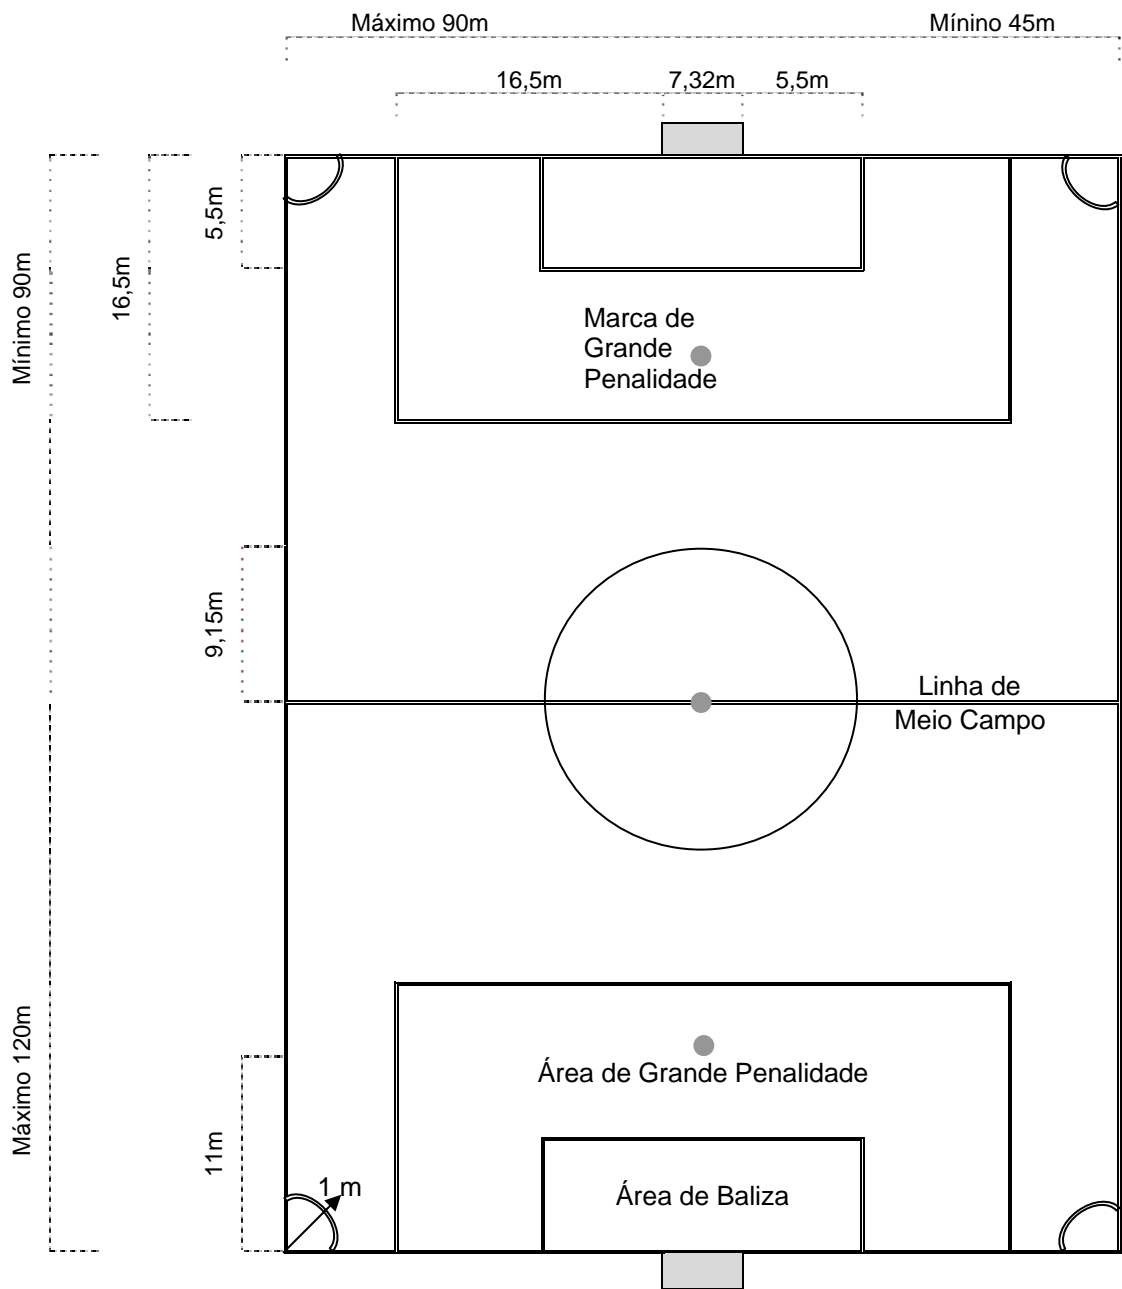 Máximo 90m
Mínino 45m
16,5m
7,32m
5,5m
5,5m
16,5m
Mínimo 90m
Marca de
Grande
Penalidade
9,15m
Linha de
Meio Campo
Máximo 120m
11m
Área de Grande Penalidade
1 m
Área de Baliza